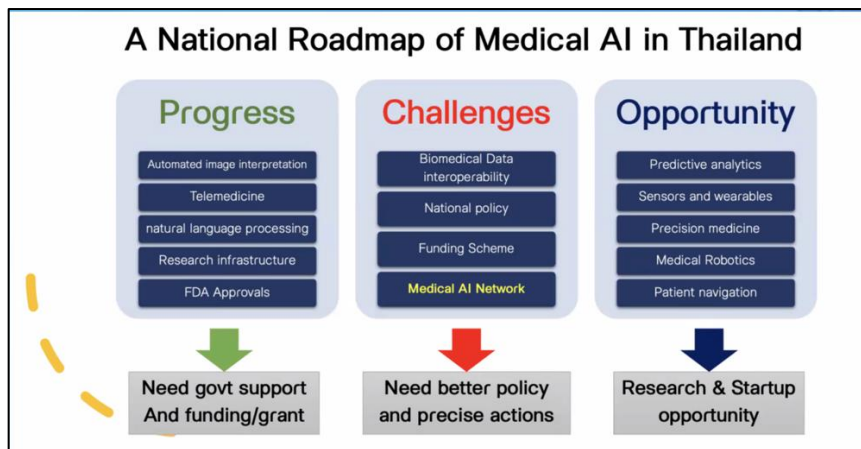 A National Roadmap of Medical AI in Thailand
Progress
Automated image interpretation
Telemedicine
natural language processing
Research infrastructure
FDA Approvals
Need govt support
And funding/grant
Challenges
Biomedical Data
interoperability
National policy
Funding Scheme
Medical AI Network
Need better policy
and precise actions
Opportunity
Predictive analytics
Sensors and wearables
Precision medicine
Medical Robotics
Patient navigation
Research & Startup
opportunity